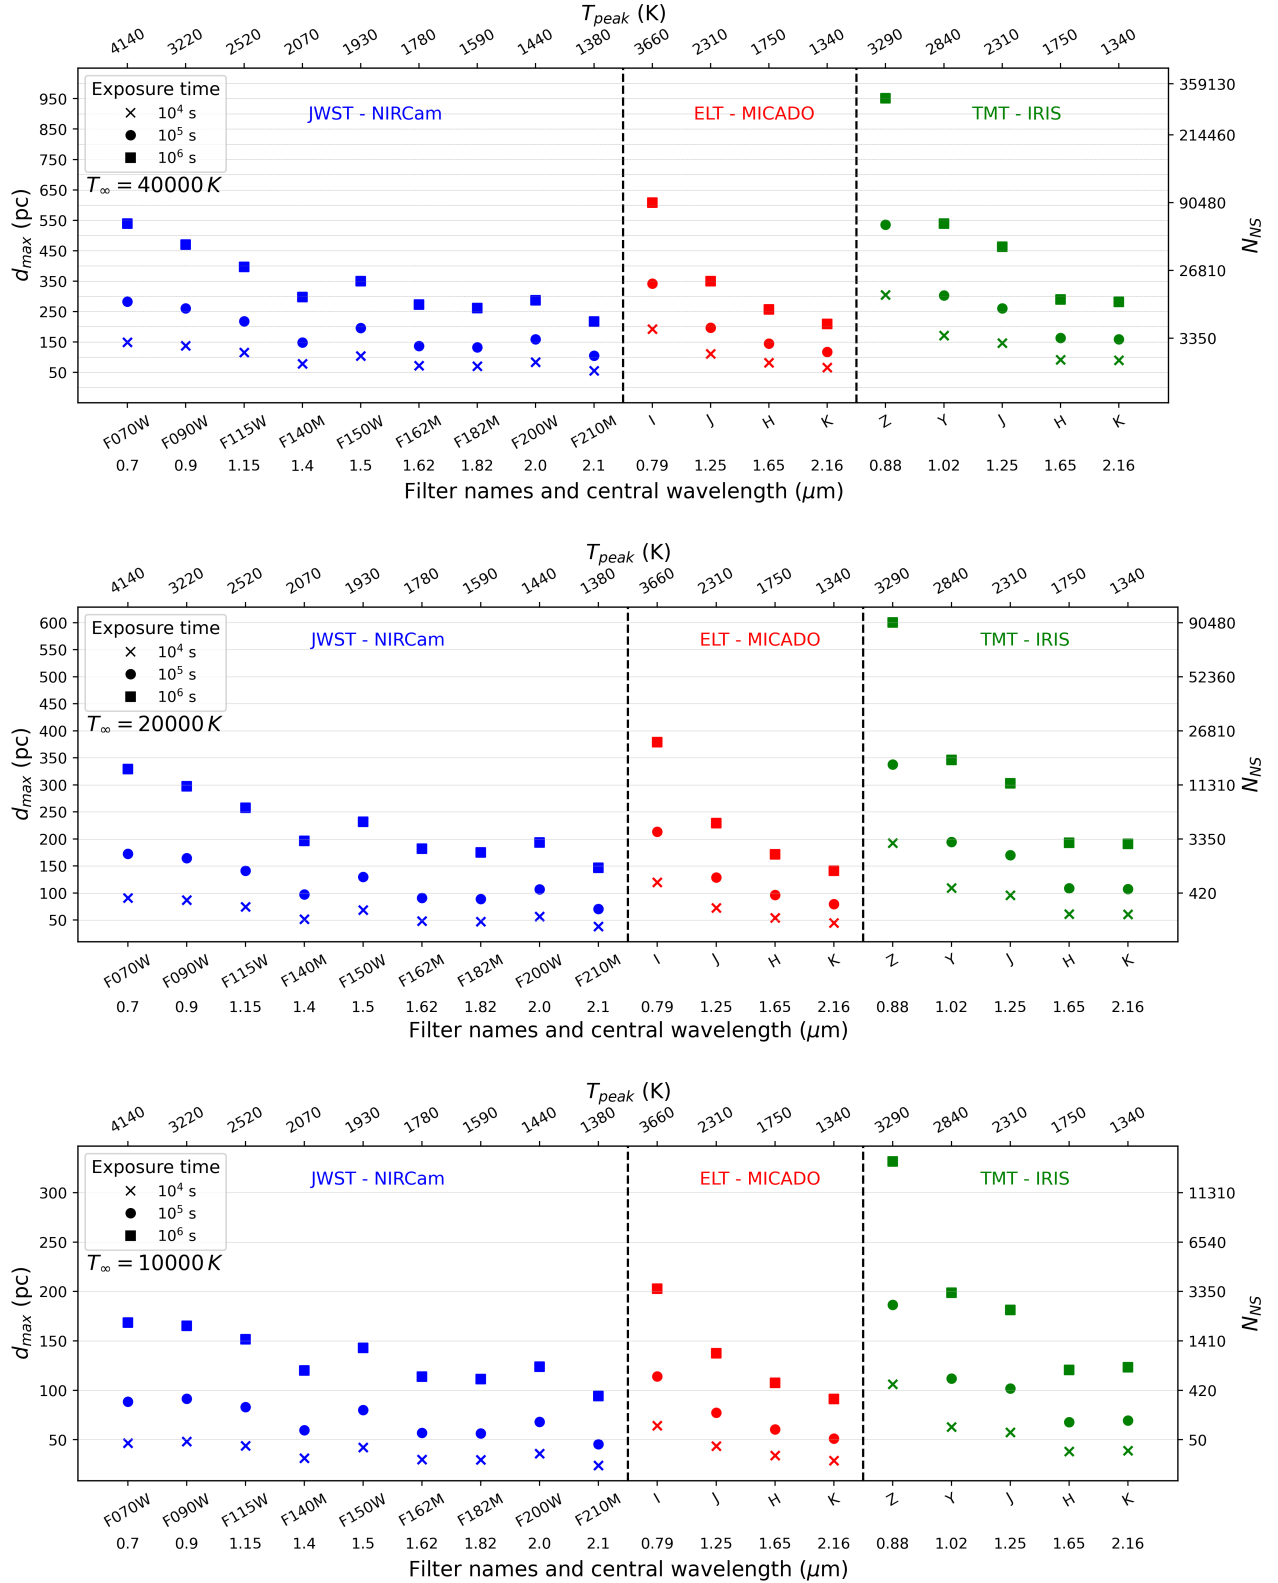 T_peak (K)
4140 3220 2520 2070 1930 1780 1590 1440 1380 3660 2310 1750 1340 3290 2840 2310 1750 1340
Exposure time
10^4 s
10^5 s
10^6 s
T_∞ = 40000 K
JWST - NIRCam
ELT - MICADO
TMT - IRIS
d_max (pc)
950
850
750
650
550
450
350
250
150
50
359130
214460
90480
26810
3350
N_NS
F070W F090W F115W F140M F150W F162M F182M F200W F210M I J H K Z Y J H K
0.7 0.9 1.15 1.4 1.5 1.62 1.82 2.0 2.1 0.79 1.25 1.65 2.16 0.88 1.02 1.25 1.65 2.16
Filter names and central wavelength (μm)
T_peak (K)
4140 3220 2520 2070 1930 1780 1590 1440 1380 3660 2310 1750 1340 3290 2840 2310 1750 1340
Exposure time
10^4 s
10^5 s
10^6 s
T_∞ = 20000 K
JWST - NIRCam
ELT - MICADO
TMT - IRIS
d_max (pc)
600
550
500
450
400
350
300
250
200
150
100
50
90480
52360
26810
11310
3350
420
N_NS
F070W F090W F115W F140M F150W F162M F182M F200W F210M I J H K Z Y J H K
0.7 0.9 1.15 1.4 1.5 1.62 1.82 2.0 2.1 0.79 1.25 1.65 2.16 0.88 1.02 1.25 1.65 2.16
Filter names and central wavelength (μm)
T_peak (K)
4140 3220 2520 2070 1930 1780 1590 1440 1380 3660 2310 1750 1340 3290 2840 2310 1750 1340
Exposure time
10^4 s
10^5 s
10^6 s
T_∞ = 10000 K
JWST - NIRCam
ELT - MICADO
TMT - IRIS
d_max (pc)
300
250
200
150
100
50
11310
6540
3350
1410
420
50
N_NS
F070W F090W F115W F140M F150W F162M F182M F200W F210M I J H K Z Y J H K
0.7 0.9 1.15 1.4 1.5 1.62 1.82 2.0 2.1 0.79 1.25 1.65 2.16 0.88 1.02 1.25 1.65 2.16
Filter names and central wavelength (μm)